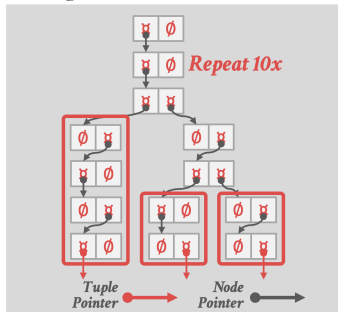 ¤ Ø
¤ Ø Repeat 10x
¤ ¤
Ø ¤ Ø ¤
¤ Ø ¤ ¤
Ø ¤ ¤ Ø Ø ¤
¤ Ø Ø ¤ Ø ¤
Tuple
Pointer
Node
Pointer